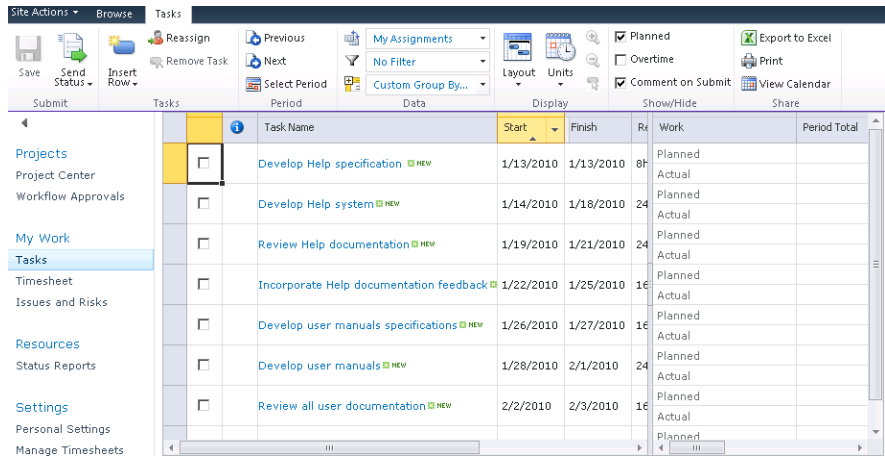 Site Actions Browse Tasks
Save
Send Status
Submit
Insert Row
Reassign
Remove Task
Tasks
Previous
Next
Select Period
Period
My Assignments
No Filter
Custom Group By...
Data
Layout
Units
Display
Planned
Overtime
Comment on Submit
Show/Hide
Export to Excel
Print
View Calendar
Share
Projects
Project Center
Workflow Approvals
My Work
Tasks
Timesheet
Issues and Risks
Resources
Status Reports
Settings
Personal Settings
Manage Timesheets
Task Name Start Finish Re Work Period Total
Develop Help specification NEW 1/13/2010 1/13/2010 8h Planned
Actual
Develop Help system NEW 1/14/2010 1/18/2010 24 Planned
Actual
Review Help documentation NEW 1/19/2010 1/21/2010 24 Planned
Actual
Incorporate Help documentation feedback 1/22/2010 1/25/2010 16 Planned
Actual
Develop user manuals specifications NEW 1/26/2010 1/27/2010 16 Planned
Actual
Develop user manuals NEW 1/28/2010 2/1/2010 24 Planned
Actual
Review all user documentation NEW 2/2/2010 2/3/2010 16 Planned
Actual
Planned